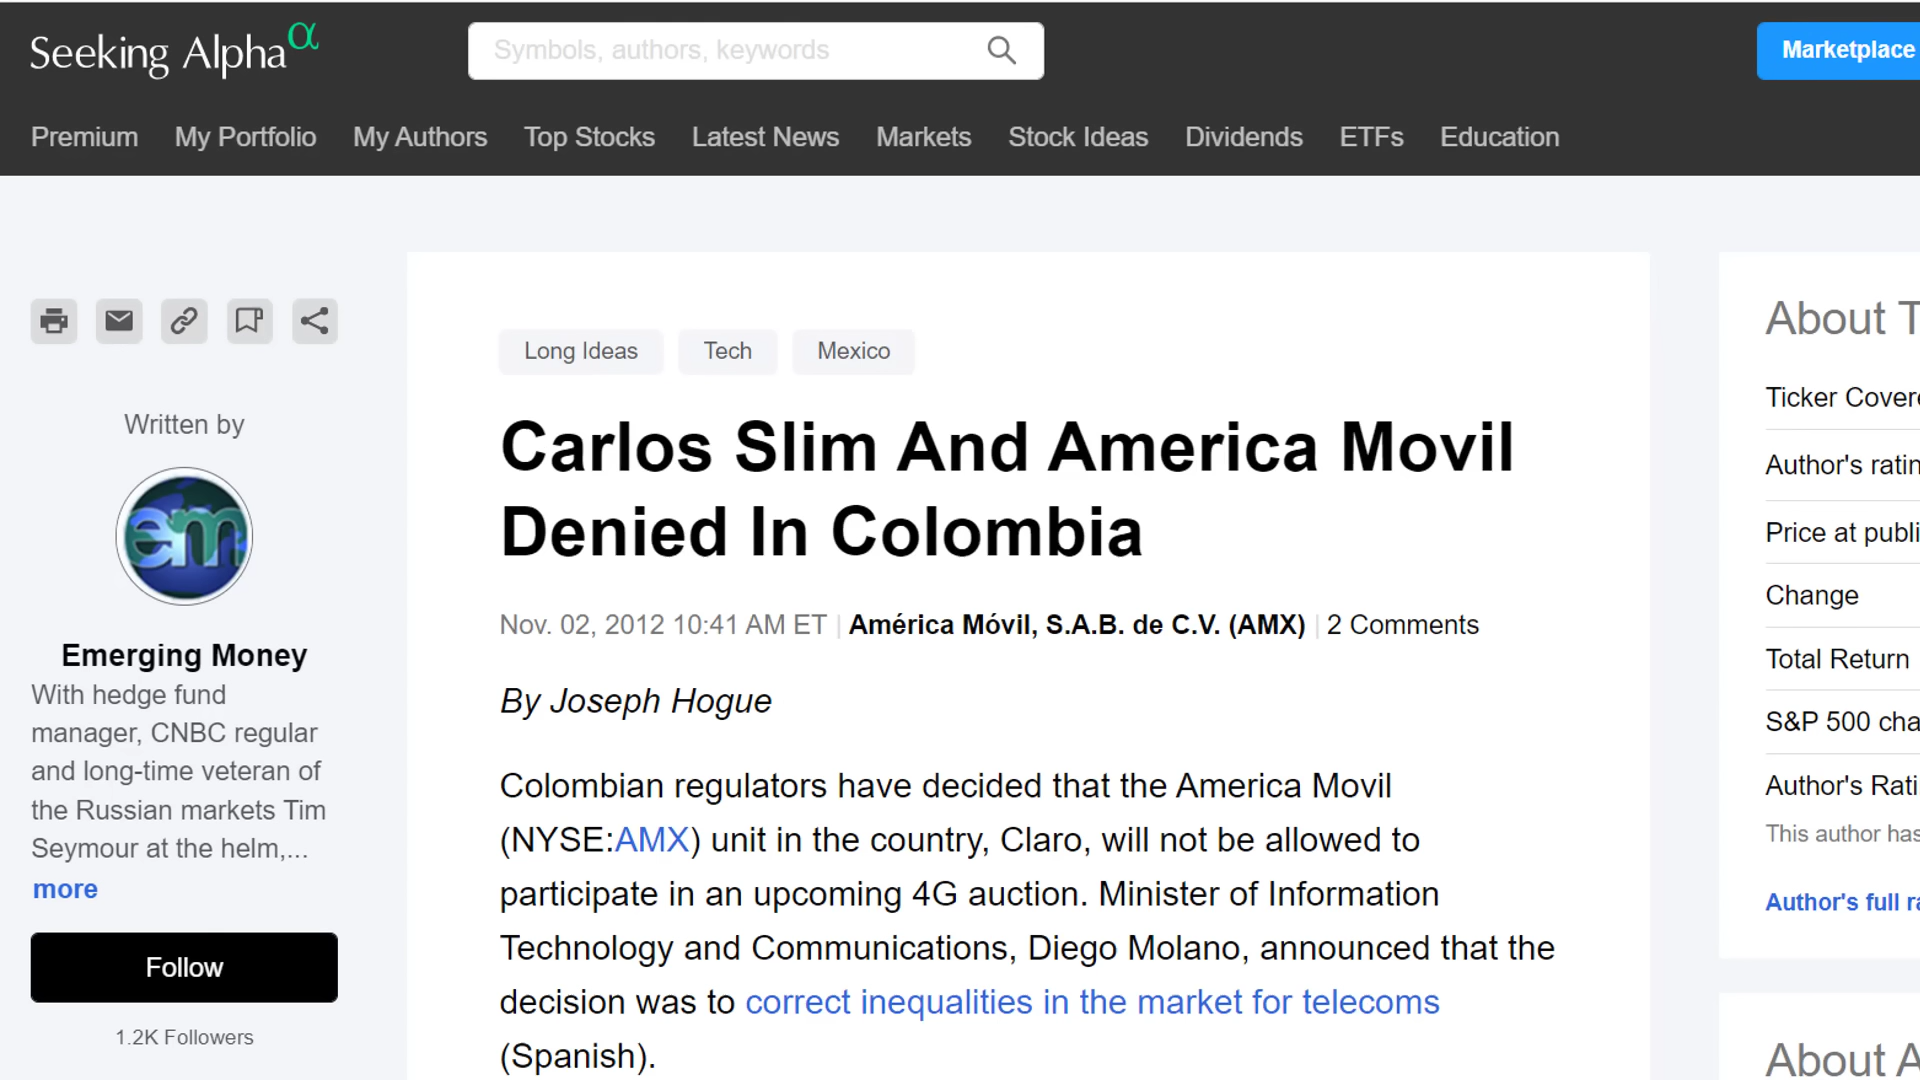 Seeking Alpha α
Symbols, authors, keywords
Marketplace
Premium My Portfolio My Authors Top Stocks Latest News Markets Stock Ideas Dividends ETFs Education
Written by
em
Emerging Money
With hedge fund
manager, CNBC regular
and long-time veteran of
the Russian markets Tim
Seymour at the helm,...
more
Follow
1.2K Followers
Long Ideas Tech Mexico
Carlos Slim And America Movil
Denied In Colombia
Nov. 02, 2012 10:41 AM ET | América Móvil, S.A.B. de C.V. (AMX) | 2 Comments
By Joseph Hogue
Colombian regulators have decided that the America Movil
(NYSE:AMX) unit in the country, Claro, will not be allowed to
participate in an upcoming 4G auction. Minister of Information
Technology and Communications, Diego Molano, announced that the
decision was to correct inequalities in the market for telecoms
(Spanish).
About T
Ticker Cover
Author's ratin
Price at publi
Change
Total Return
S&P 500 cha
Author's Rati
This author has
Author's full ra
About A